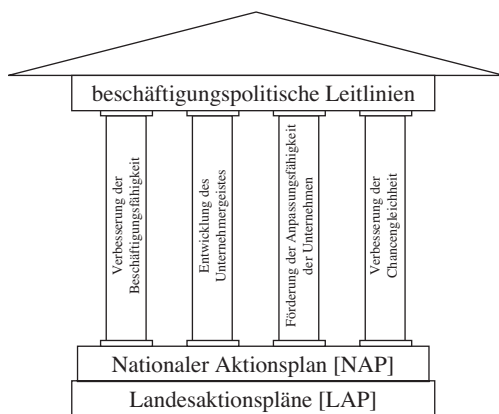 beschäftigungspolitische Leitlinien
Verbesserung der
Beschäftigungsfähigkeit
Entwicklung des
Unternehmergeistes
Förderung der Anpassungsfähigkeit
der Unternehmen
Verbesserung der
Chancengleichheit
Nationaler Aktionsplan [NAP]
Landesaktionspläne [LAP]